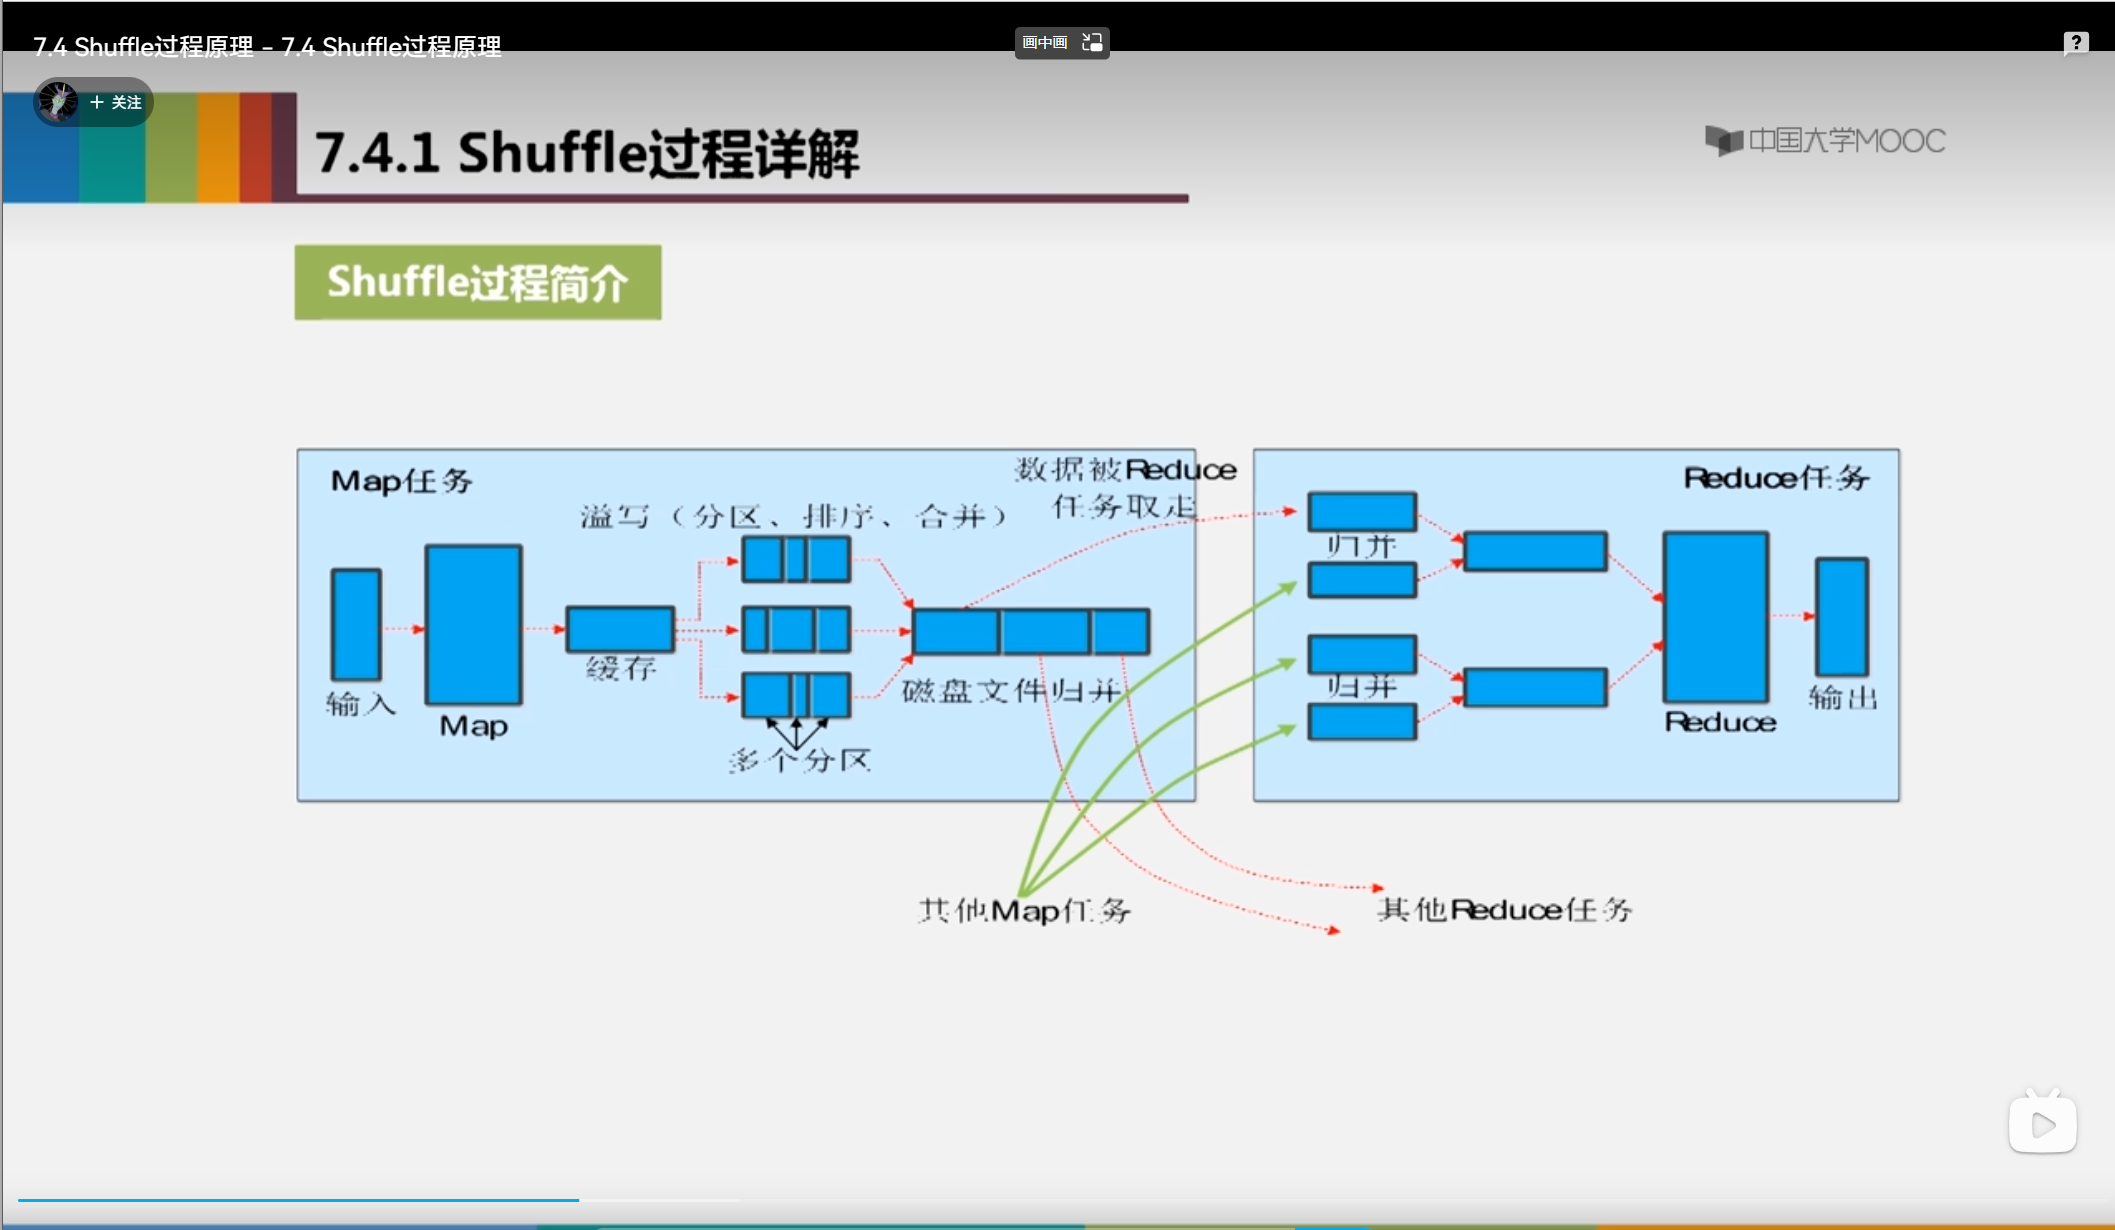 7.4 Shuffle过程原理 - 7.4 Shuffle过程原理
画中画
?
+ 关注
7.4.1 Shuffle过程详解
中国大学MOOC
Shuffle过程简介
Map任务
溢写（分区、排序、合并）
数据被Reduce
任务取走
Reduce任务
归并
缓存
输入
Map
磁盘文件归并
多个分区
归并
Reduce
输出
其他Map任务
其他Reduce任务